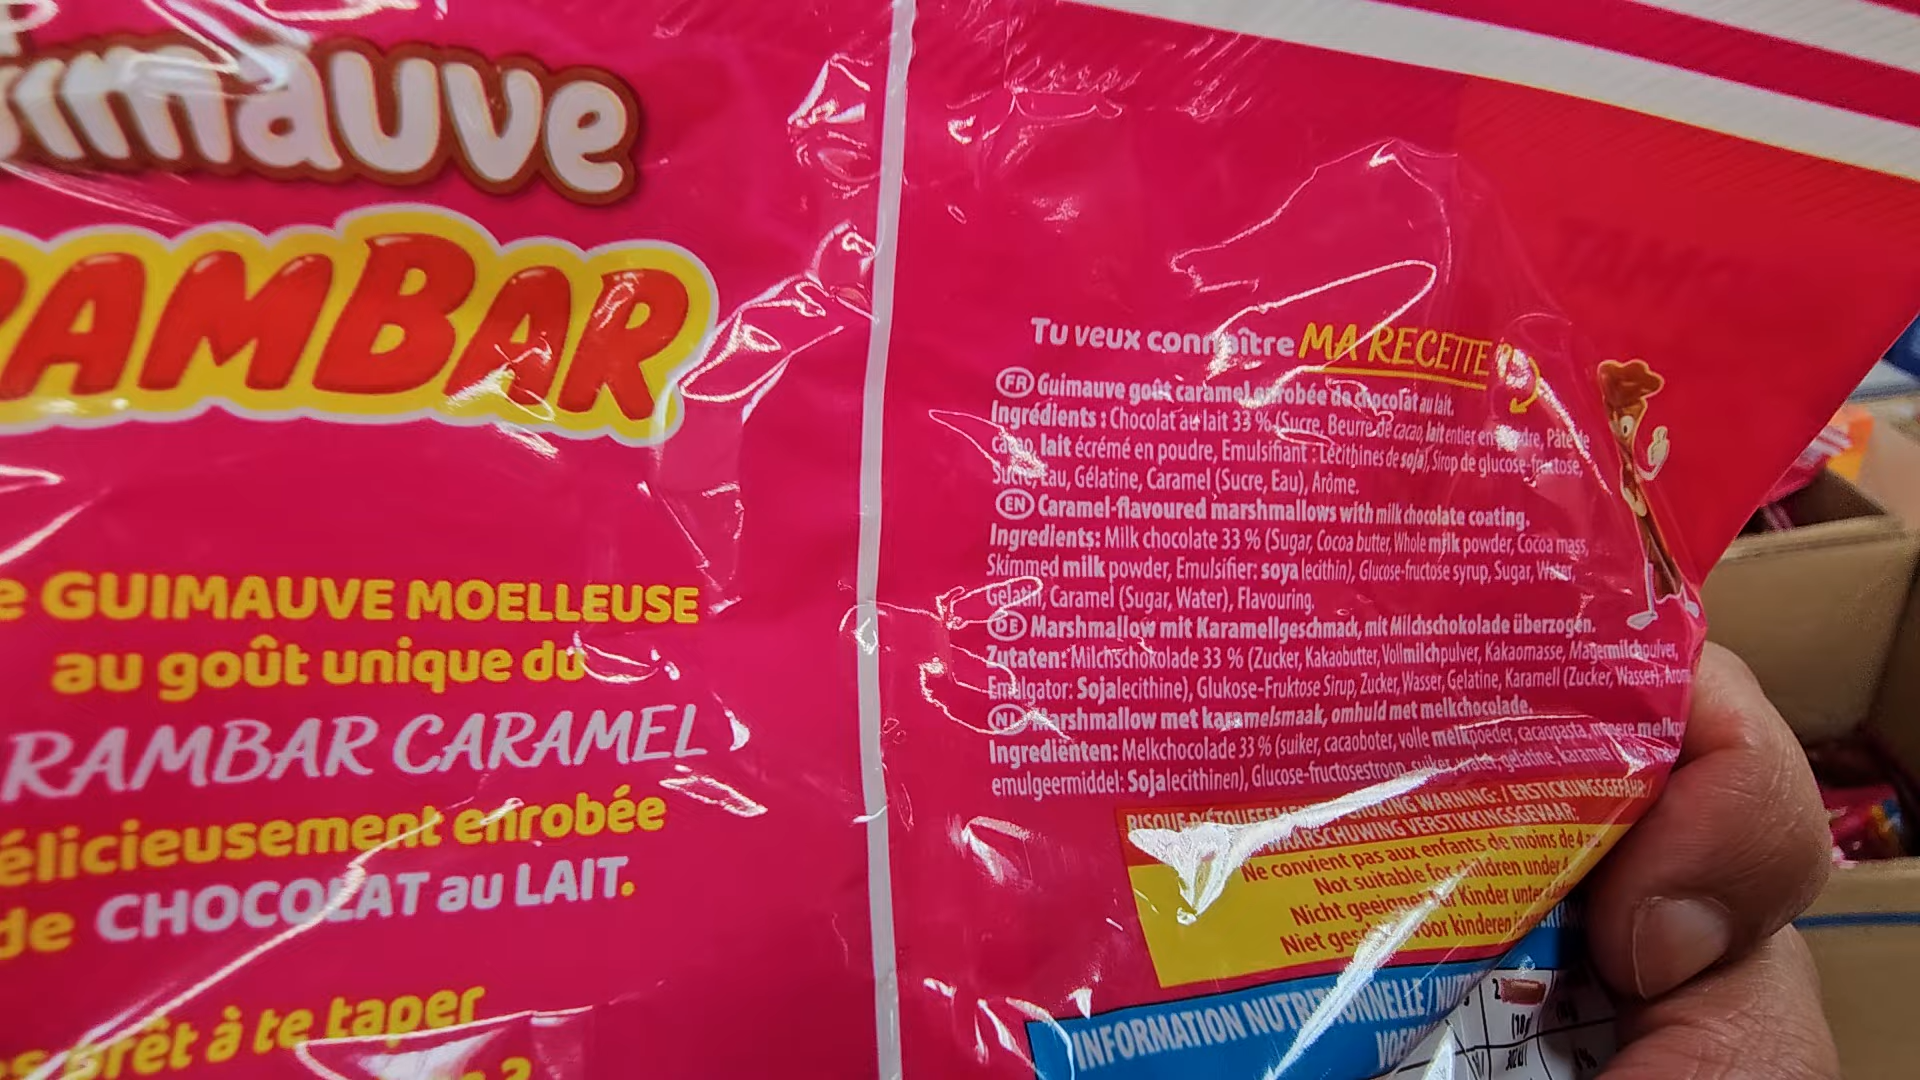 imauve
RAMBAR
e GUIMAUVE MOELLEUSE
au goût unique du
RAMBAR CARAMEL
élicieusement enrobée
de CHOCOLAT au LAIT.
s prêt à te taper
?
Tu veux connaître MA RECETTE ?
FR Guimauve goût caramel enrobée de chocolat au lait.
Ingrédients : Chocolat au lait 33 % (Sucre, Beurre de cacao, lait entier en poudre, Pâte de
cacao, lait écrémé en poudre, Emulsifiant : Lécithines de soja), Sirop de glucose-fructose,
Sucre, Eau, Gélatine, Caramel (Sucre, Eau), Arôme.
EN Caramel-flavoured marshmallows with milk chocolate coating.
Ingredients: Milk chocolate 33 % (Sugar, Cocoa butter, Whole milk powder, Cocoa mass,
Skimmed milk powder, Emulsifier: soya lecithin), Glucose-fructose syrup, Sugar, Water,
Gelatin, Caramel (Sugar, Water), Flavouring.
DE Marshmallow mit Karamellgeschmack, mit Milchschokolade überzogen.
Zutaten: Milchschokolade 33 % (Zucker, Kakaobutter, Vollmilchpulver, Kakaomasse, Magermilchpulver,
Emulgator: Sojalecithine), Glukose-Fruktose Sirup, Zucker, Wasser, Gelatine, Karamell (Zucker, Wasser), Arom
NL Marshmallow met karamelsmaak, omhuld met melkchocolade.
Ingrediënten: Melkchocolade 33 % (suiker, cacaoboter, volle melkpoeder, cacaopasta, magere melkp
emulgeermiddel: Sojalecithinen), Glucose-fructosestroop, suiker, water, gelatine, karamel
RISQUE D'ÉTOUFFEMENT CHOKING WARNING: / ERSTICKUNGSGEFAHR:
WAARSCHUWING VERSTIKKINGSGEVAAR:
Ne convient pas aux enfants de moins de 4 ans
Not suitable for children under 4
Nicht geeignet für Kinder unter 4
Niet geschikt voor kinderen
INFORMATION NUTRITIONNELLE /